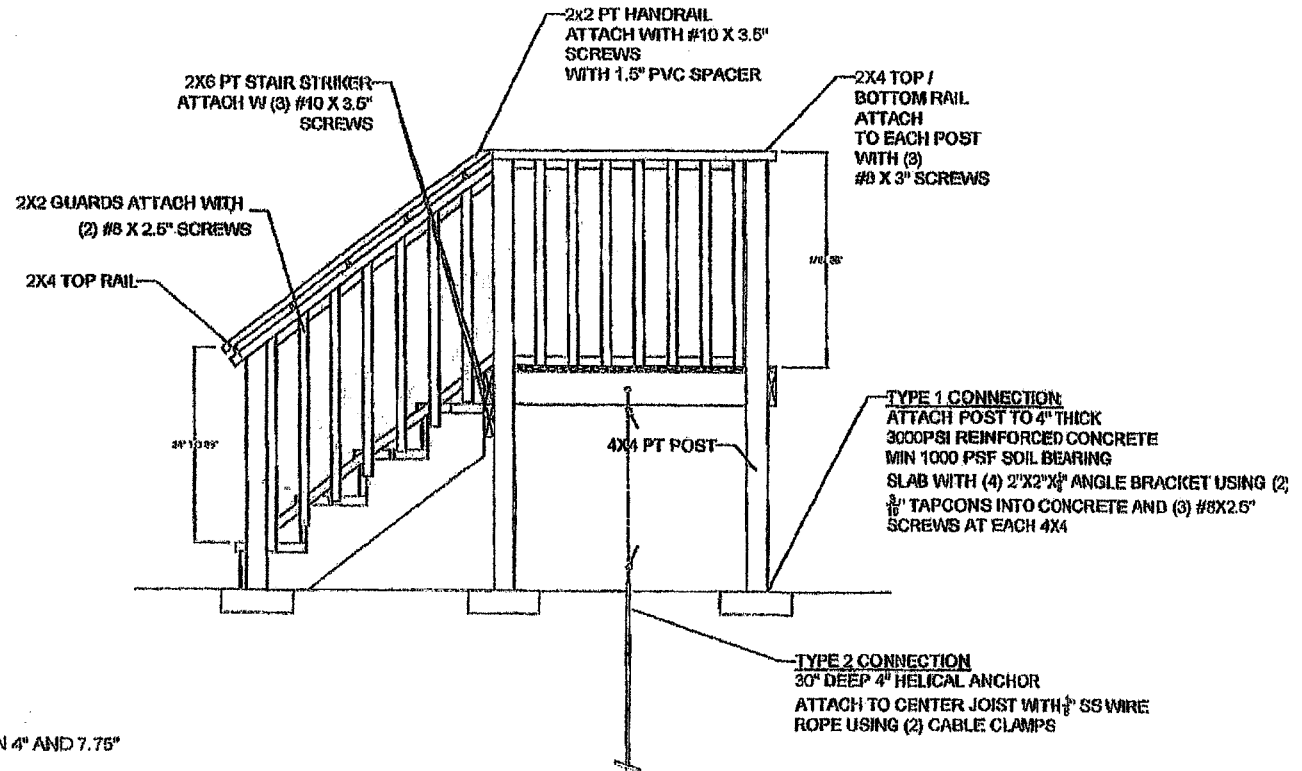 2x2 PT HANDRAIL
ATTACH WITH #10 X 3.5"
SCREWS
WITH 1.5" PVC SPACER
2X6 PT STAIR STRIKER
ATTACH W (3) #10 X 3.5"
SCREWS
2X4 TOP /
BOTTOM RAIL
ATTACH
TO EACH POST
WITH (3)
#8 X 3" SCREWS
2X2 GUARDS ATTACH WITH
(2) #8 X 2.5" SCREWS
2X4 TOP RAIL
4X4 PT POST
TYPE 1 CONNECTION
ATTACH POST TO 4" THICK
3000PSI REINFORCED CONCRETE
MIN 1000 PSF SOIL BEARING
SLAB WITH (4) 2"X2"X ANGLE BRACKET USING (2)
TAPCONS INTO CONCRETE AND (3) #8X2.5"
SCREWS AT EACH 4X4
TYPE 2 CONNECTION
30" DEEP 4" HELICAL ANCHOR
ATTACH TO CENTER JOIST WITH SS WIRE
ROPE USING (2) CABLE CLAMPS
N 4" AND 7.75"